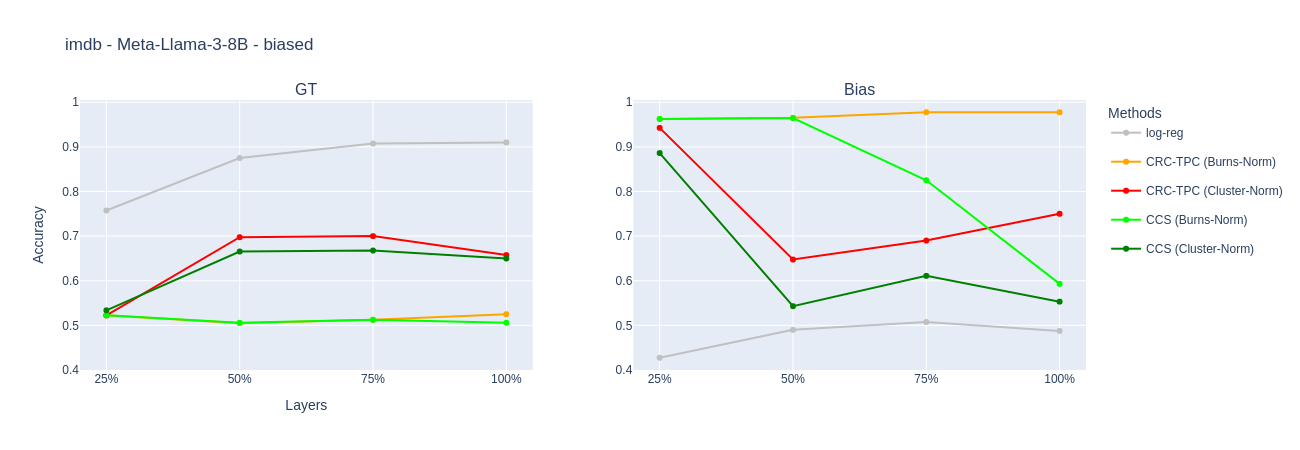 imdb - Meta-Llama-3-8B - biased
GT
Bias
Accuracy
1
0.9
0.8
0.7
0.6
0.5
0.4
25%
50%
75%
100%
Layers
1
0.9
0.8
0.7
0.6
0.5
0.4
25%
50%
75%
100%
Methods
log-reg
CRC-TPC (Burns-Norm)
CRC-TPC (Cluster-Norm)
CCS (Burns-Norm)
CCS (Cluster-Norm)